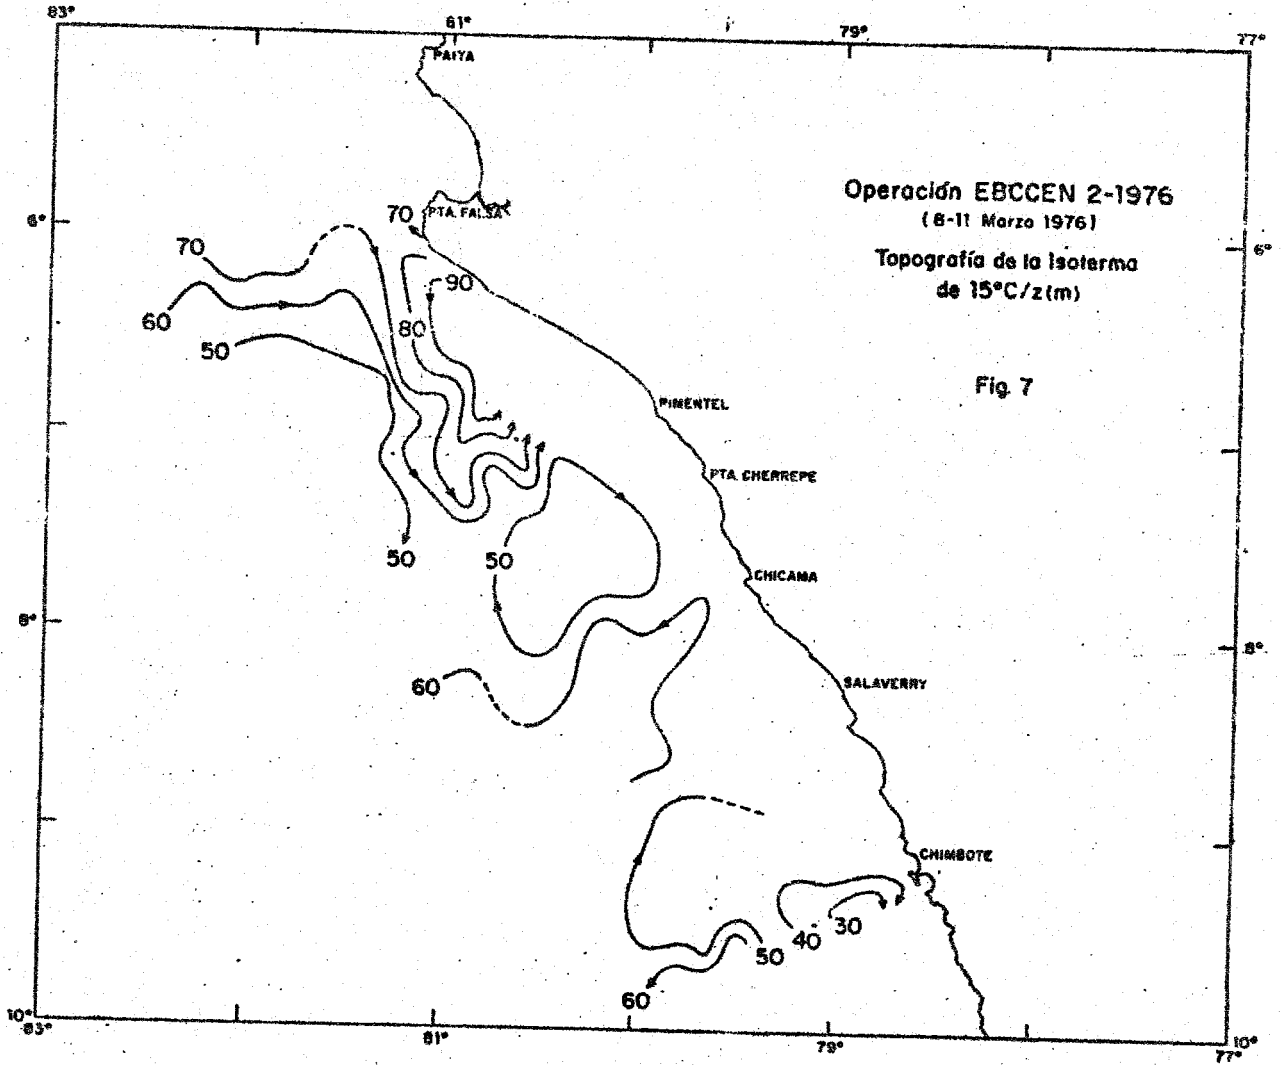 83°
81°
79°
77°
PAITA
Operación EBCCEN 2-1976
(8-11 Marzo 1976)
PTA. FALSA
70
6°
6°
70
Topografía de la Isoterma
de 15°C/z(m)
90
60
80
50
Fig. 7
PIMENTEL
PTA. CHERREPE
50
50
CHICAMA
8°
8°
60
SALAVERRY
CHIMBOTE
30
40
50
60
10°
10°
83°
81°
79°
77°